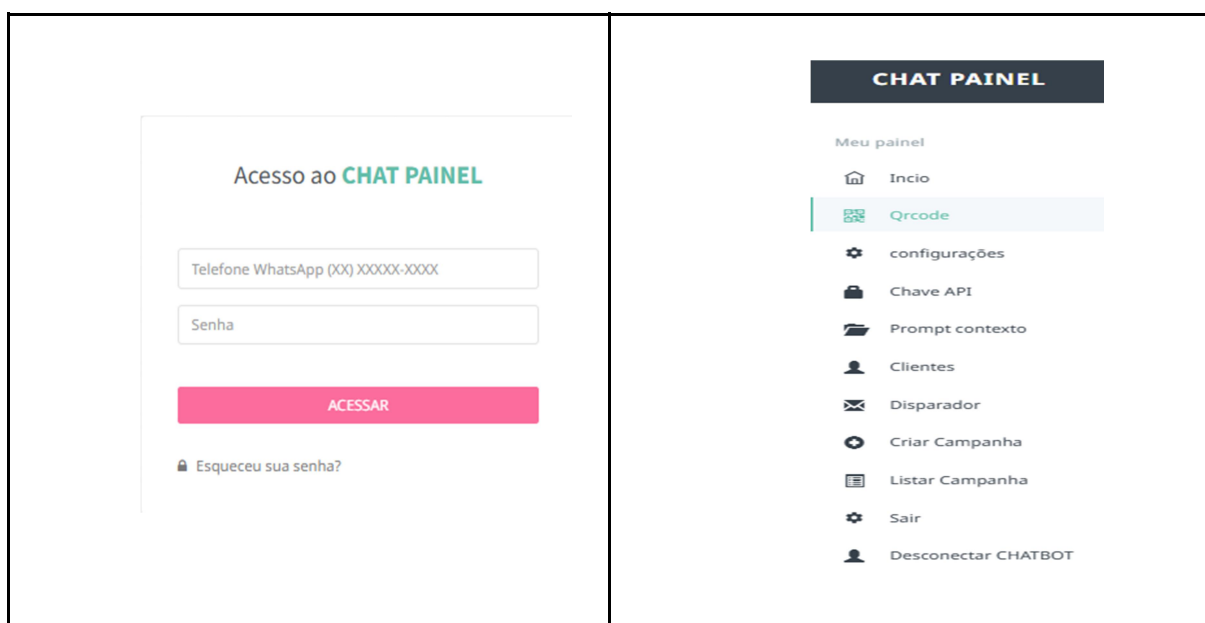 Acesso ao CHAT PAINEL
Telefone WhatsApp (XX) XXXXX-XXXX
Senha
ACESSAR
Esqueceu sua senha?
CHAT PAINEL
Meu painel
Incio
Qrcode
configurações
Chave API
Prompt contexto
Clientes
Disparador
Criar Campanha
Listar Campanha
Sair
Desconectar CHATBOT